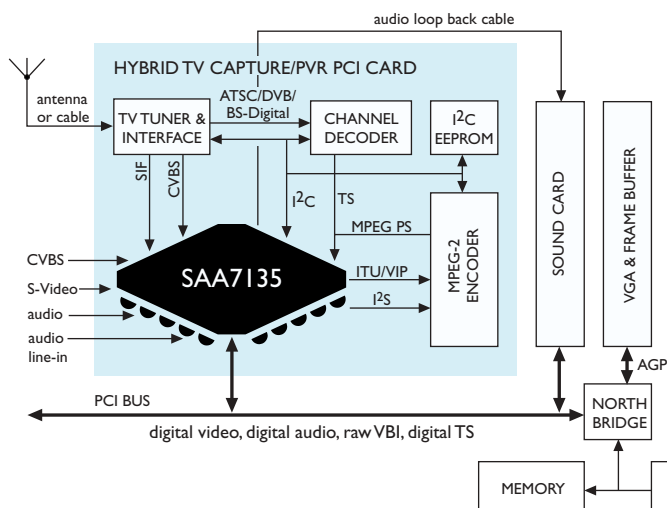 audio loop back cable
HYBRID TV CAPTURE/PVR PCI CARD
antenna
or cable
TV TUNER &
INTERFACE
ATSC/DVB/
BS-Digital
CHANNEL
DECODER
I²C
EEPROM
SIF
CVBS
I²C
TS
MPEG PS
CVBS
S-Video
audio
audio
line-in
SAA7135
ITU/VIP
I²S
MPEG-2
ENCODER
SOUND CARD
VGA & FRAME BUFFER
AGP
PCI BUS
digital video, digital audio, raw VBI, digital TS
NORTH
BRIDGE
MEMORY